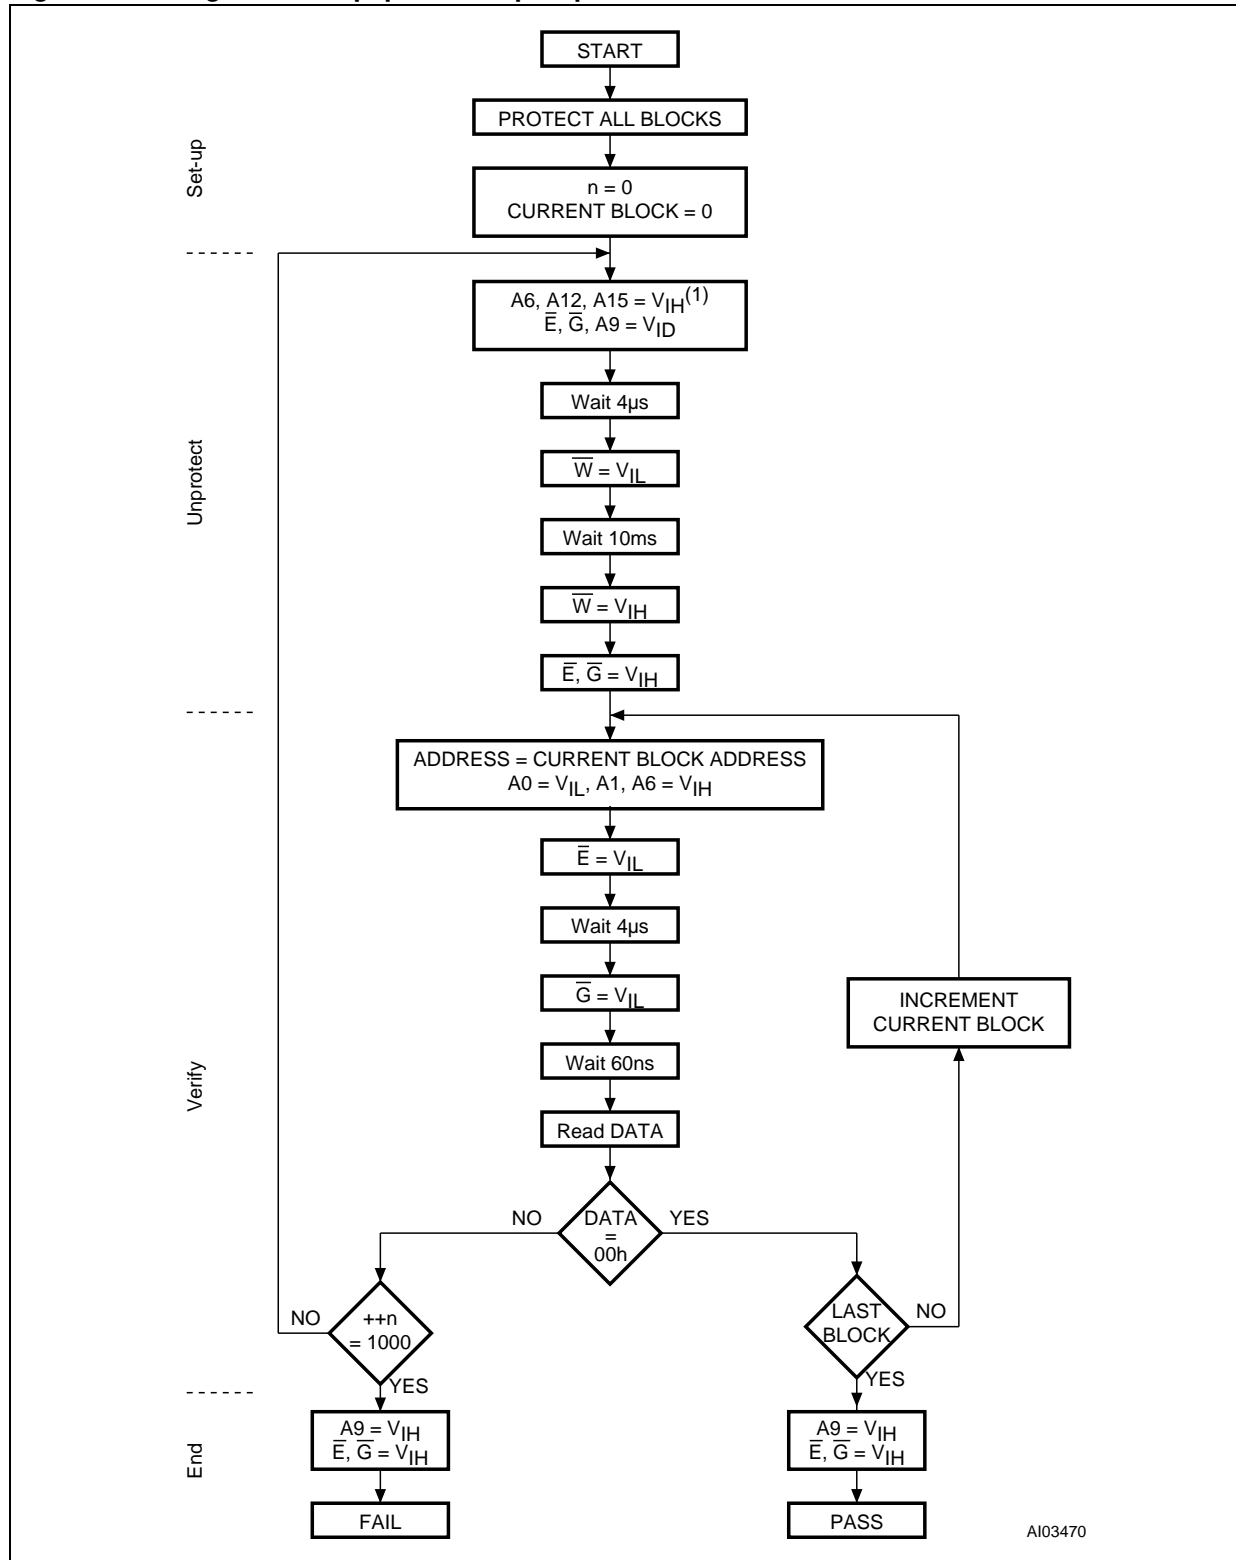 START
PROTECT ALL BLOCKS
Set-up
n = 0
CURRENT BLOCK = 0
A6, A12, A15 = VIH(1)
E̅, G̅, A9 = VID
Wait 4µs
Unprotect
W̅ = VIL
Wait 10ms
W̅ = VIH
E̅, G̅ = VIH
ADDRESS = CURRENT BLOCK ADDRESS
A0 = VIL, A1, A6 = VIH
E̅ = VIL
Wait 4µs
G̅ = VIL
INCREMENT
CURRENT BLOCK
Wait 60ns
Verify
Read DATA
NO
DATA
=
00h
YES
NO
++n
= 1000
YES
LAST
BLOCK
NO
YES
End
A9 = VIH
E̅, G̅ = VIH
A9 = VIH
E̅, G̅ = VIH
FAIL
PASS
AI03470